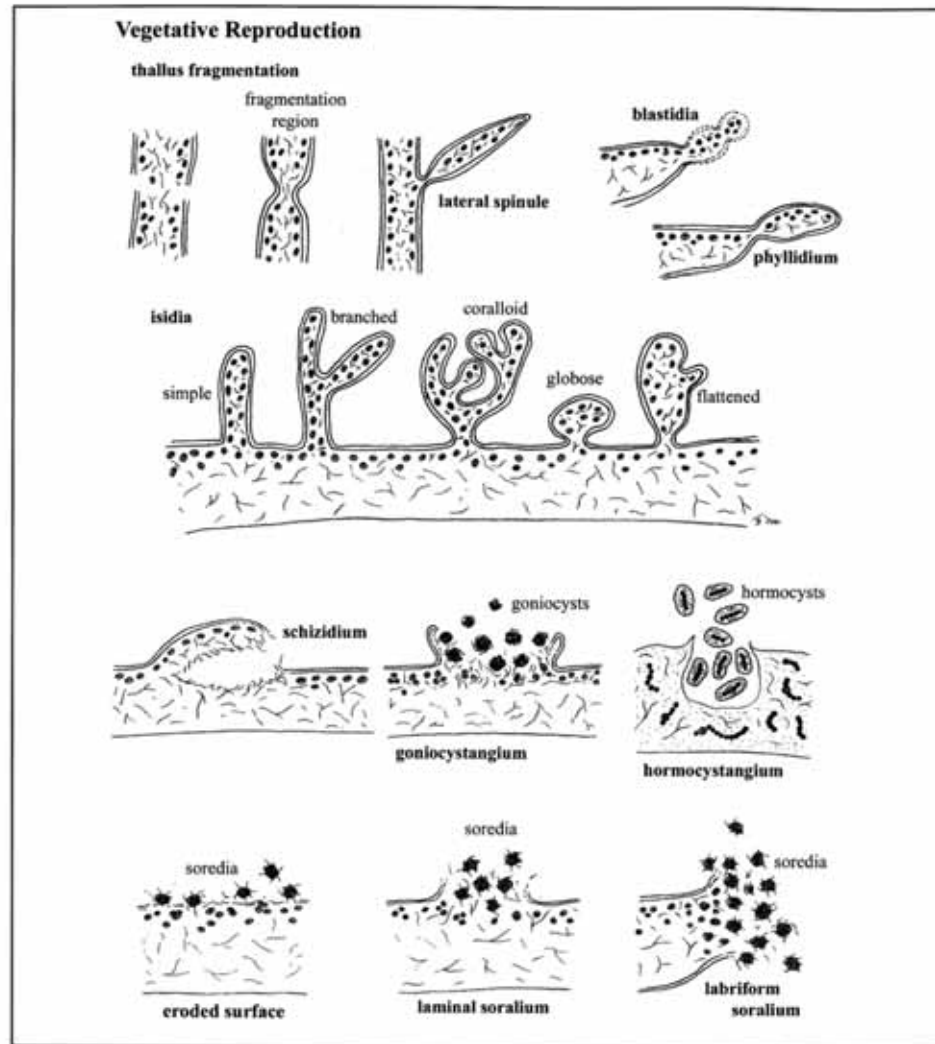 Vegetative Reproduction
thallus fragmentation
fragmentation
region
lateral spinule
blastidia
phyllidium
isidia
simple
branched
coraloid
globose
flattened
schizidium
goniocysts
goniocystangium
hormocysts
hormocystangium
soredia
eroded surface
soredia
laminal soralium
soredia
labriform
soralium